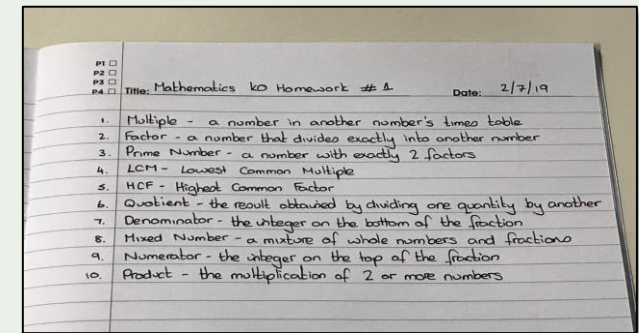 P1 □
P2 □
P3 □
P4 □ Title: Mathematics KO Homework # 1 Date: 2/7/19
1. Multiple - a number in another number's times table
2. Factor - a number that divides exactly into another number
3. Prime Number - a number with exactly 2 factors
4. LCM - Lowest Common Multiple
5. HCF - Highest Common Factor
6. Quotient - the result obtained by dividing one quantity by another
7. Denominator - the integer on the bottom of the fraction
8. Mixed Number - a mixture of whole numbers and fractions
9. Numerator - the integer on the top of the fraction
10. Product - the multiplication of 2 or more numbers